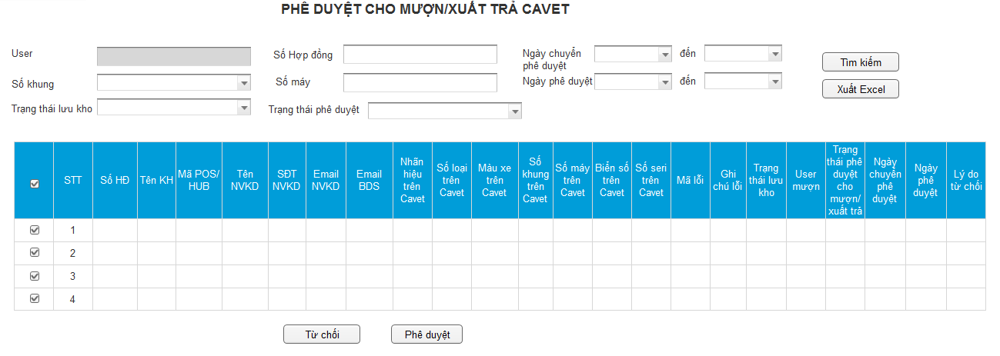 PHÊ DUYỆT CHO MƯỢN/XUẤT TRẢ CAVET
User
Số Hợp đồng
Ngày chuyển
phê duyệt
đến
Tìm kiếm
Số khung
Số máy
Ngày phê duyệt
đến
Xuất Excel
Trạng thái lưu kho
Trạng thái phê duyệt
STT
Số HĐ
Tên KH
Mã POS/
HUB
Tên
NVKD
SĐT
NVKD
Email
NVKD
Email
BDS
Nhãn
hiệu
trên
Cavet
Số loại
trên
Cavet
Màu xe
trên
Cavet
Số
khung
trên
Cavet
Số máy
trên
Cavet
Biển số
trên
Cavet
Số seri
trên
Cavet
Mã lỗi
Ghi
chú lỗi
Trạng
thái lưu
kho
User
mượn
Trạng
thái phê
duyệt
cho
mượn/
xuất trả
Ngày
chuyển
phê
duyệt
Ngày
phê
duyệt
Lý do
từ chối
1
2
3
4
Từ chối
Phê duyệt